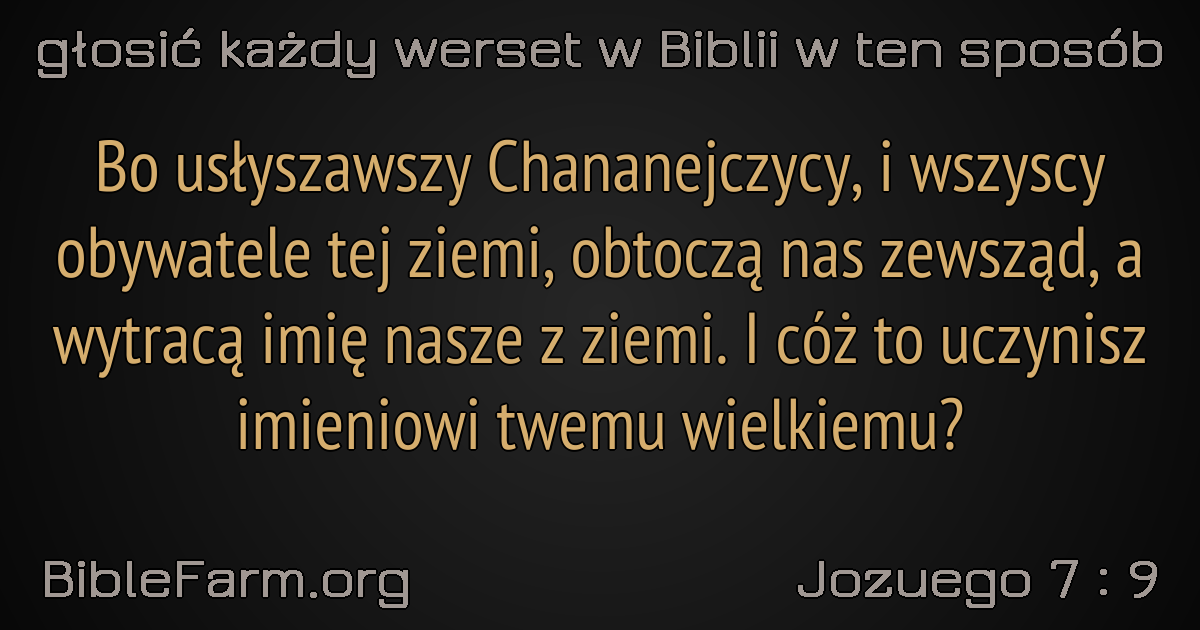 głosić każdy werset w Biblii w ten sposób
Bo usłyszawszy Chananejczycy, i wszyscy
obywatele tej ziemi, obtoczą nas zewsząd, a
wytracą imię nasze z ziemi. I cóż to uczynisz
imieniowi twemu wielkiemu?
BibleFarm.org
Jozuego 7 : 9